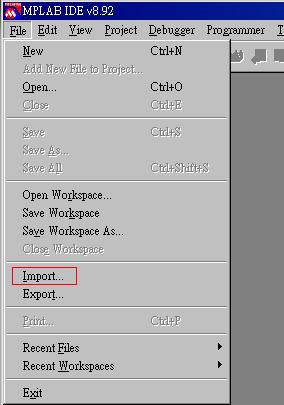 MPLAB IDE v8.92
File Edit View Project Debugger Programmer T
New Ctrl+N
Add New File to Project...
Open... Ctrl+O
Close Ctrl+E
Save Ctrl+S
Save As...
Save All Ctrl+Shift+S
Open Workspace...
Save Workspace
Save Workspace As...
Close Workspace
Import...
Export...
Print... Ctrl+P
Recent Files
Recent Workspaces
Exit